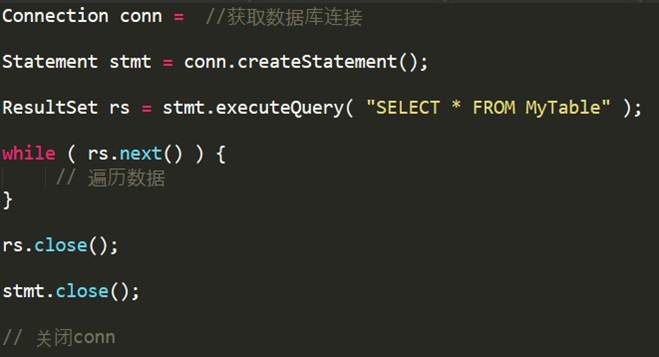 Connection conn =  //获取数据库连接
Statement stmt = conn.createStatement();
ResultSet rs = stmt.executeQuery( "SELECT * FROM MyTable" );
while ( rs.next() ) {
// 遍历数据
}
rs.close();
stmt.close();
// 关闭conn